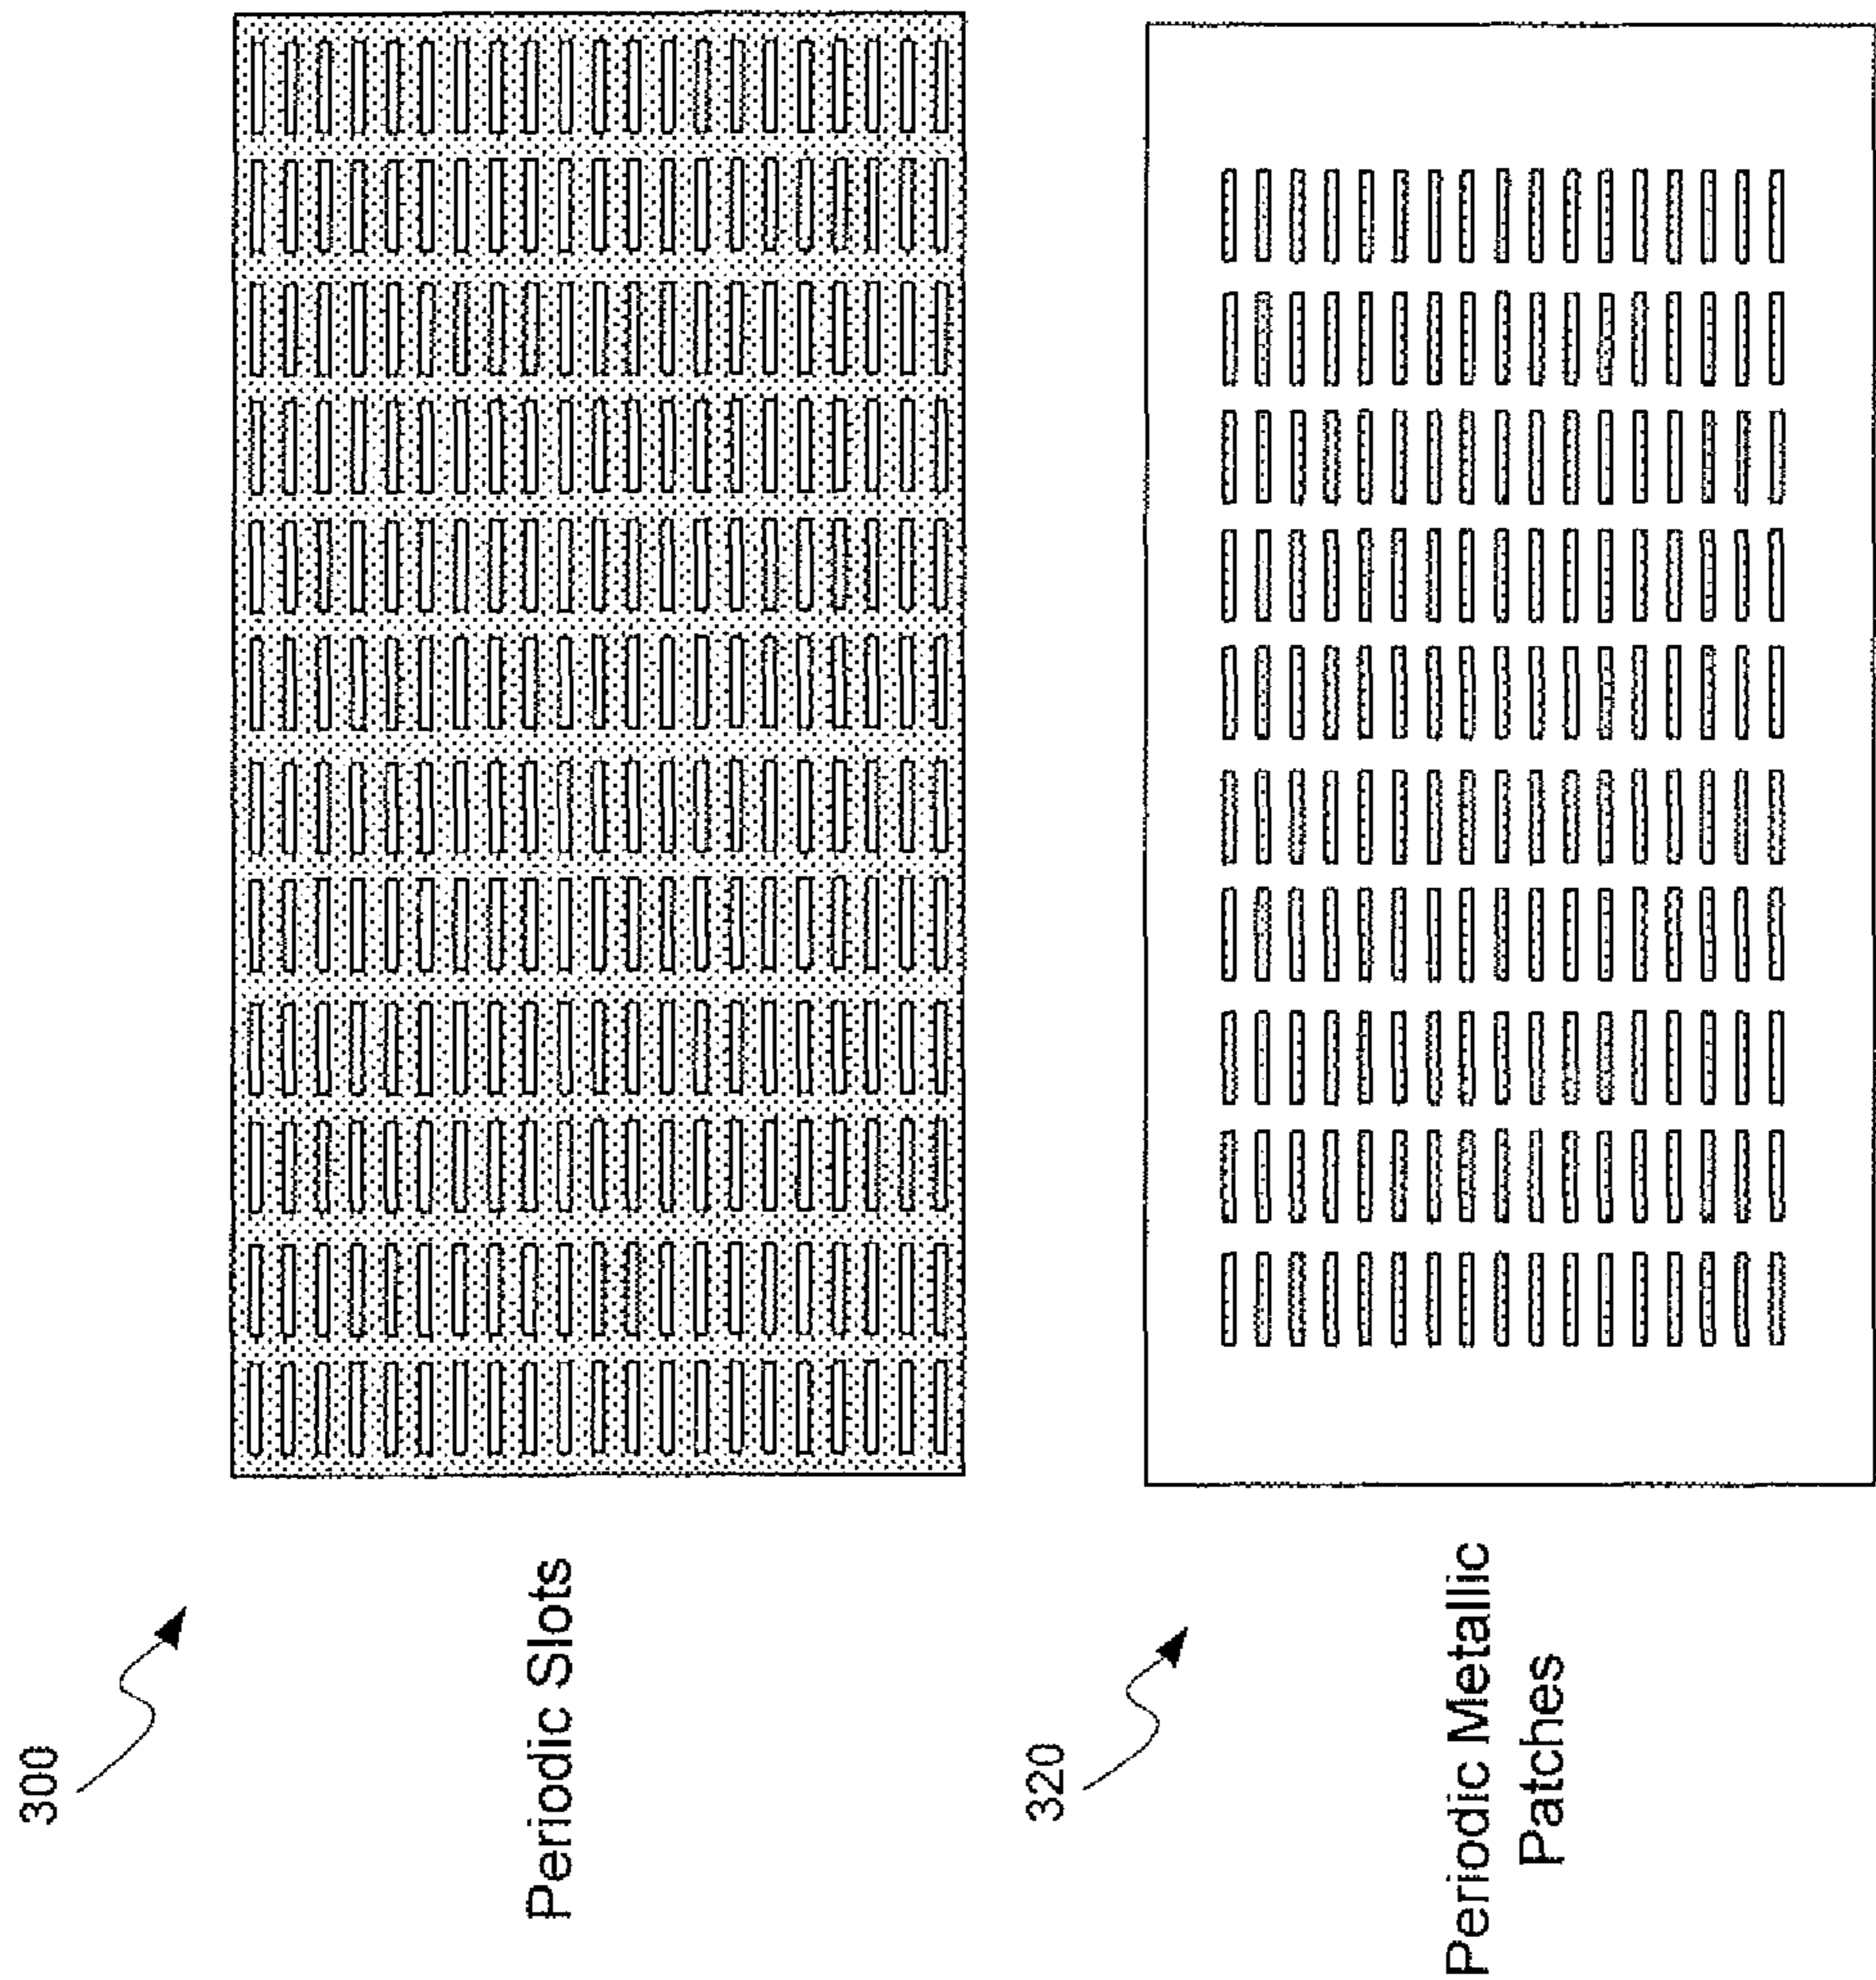 300
Periodic Slots
320
Periodic Metallic
Patches